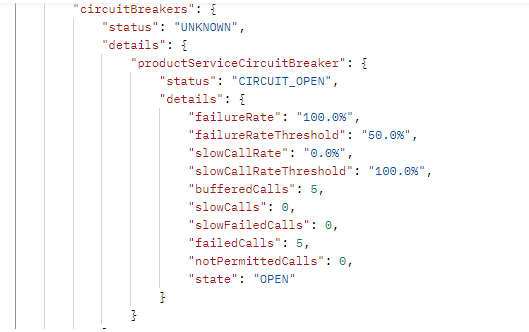 "circuitBreakers": {
"status": "UNKNOWN",
"details": {
"productServiceCircuitBreaker": {
"status": "CIRCUIT_OPEN",
"details": {
"failureRate": "100.0%",
"failureRateThreshold": "50.0%",
"slowCallRate": "0.0%",
"slowCallRateThreshold": "100.0%",
"bufferedCalls": 5,
"slowCalls": 0,
"slowFailedCalls": 0,
"failedCalls": 5,
"notPermittedCalls": 0,
"state": "OPEN"
}
}